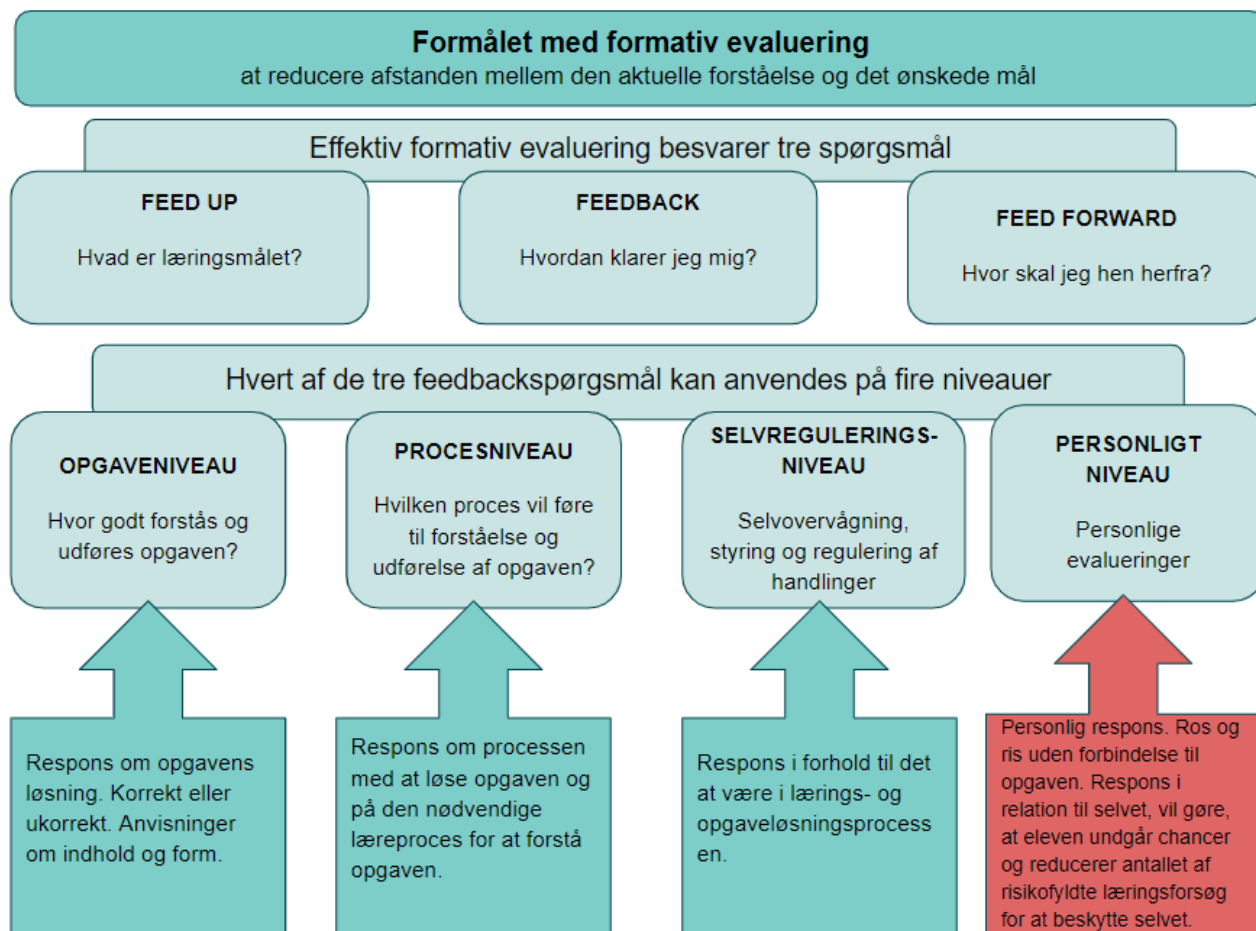 Formålet med formativ evaluering
at reducere afstanden mellem den aktuelle forståelse og det ønskede mål
Effektiv formativ evaluering besvarer tre spørgsmål
FEED UP
Hvad er læringsmålet?
FEEDBACK
Hvordan klarer jeg mig?
FEED FORWARD
Hvor skal jeg hen herfra?
Hvert af de tre feedbackspørgsmål kan anvendes på fire niveauer
OPGAVENIVEAU
Hvor godt forstås og
udføres opgaven?
PROCESNIVEAU
Hvilken proces vil føre
til forståelse og
udførelse af opgaven?
SELVREGULERINGS-
NIVEAU
Selvovervågning,
styring og regulering af
handlinger
PERSONLIGT
NIVEAU
Personlige
evalueringer
Respons om opgavens
løsning. Korrekt eller
ukorrekt. Anvisninger
om indhold og form.
Respons om processen
med at løse opgaven og
på den nødvendige
læreproces for at forstå
opgaven.
Respons i forhold til det
at være i lærings- og
opgaveløsningsprocess
en.
Personlig respons. Ros og
ris uden forbindelse til
opgaven. Respons i
relation til selvet, vil gøre,
at eleven undgår chancer
og reducerer antallet af
risikofyldte læringsforsøg
for at beskytte selvet.